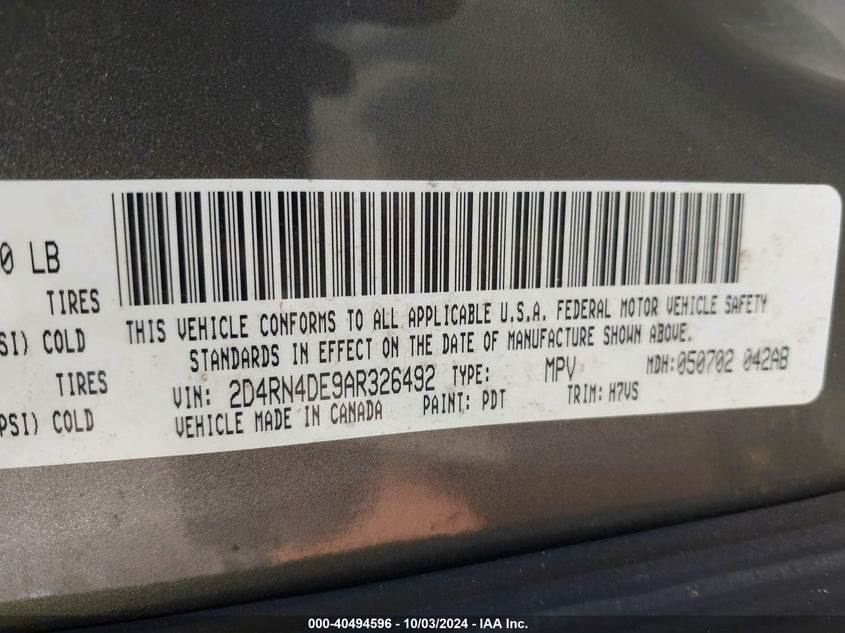 0 LB
TIRES
SI) COLD
TIRES
PSI) COLD
THIS VEHICLE CONFORMS TO ALL APPLICABLE U.S.A. FEDERAL MOTOR VEHICLE SAFETY
STANDARDS IN EFFECT ON THE DATE OF MANUFACTURE SHOWN ABOVE.
VIN: 2D4RN4DE9AR326492 TYPE: MPV MDH:050702 042AB
VEHICLE MADE IN CANADA PAINT: PDT TRIM: H7VS
000-40494596 - 10/03/2024 - IAA Inc.